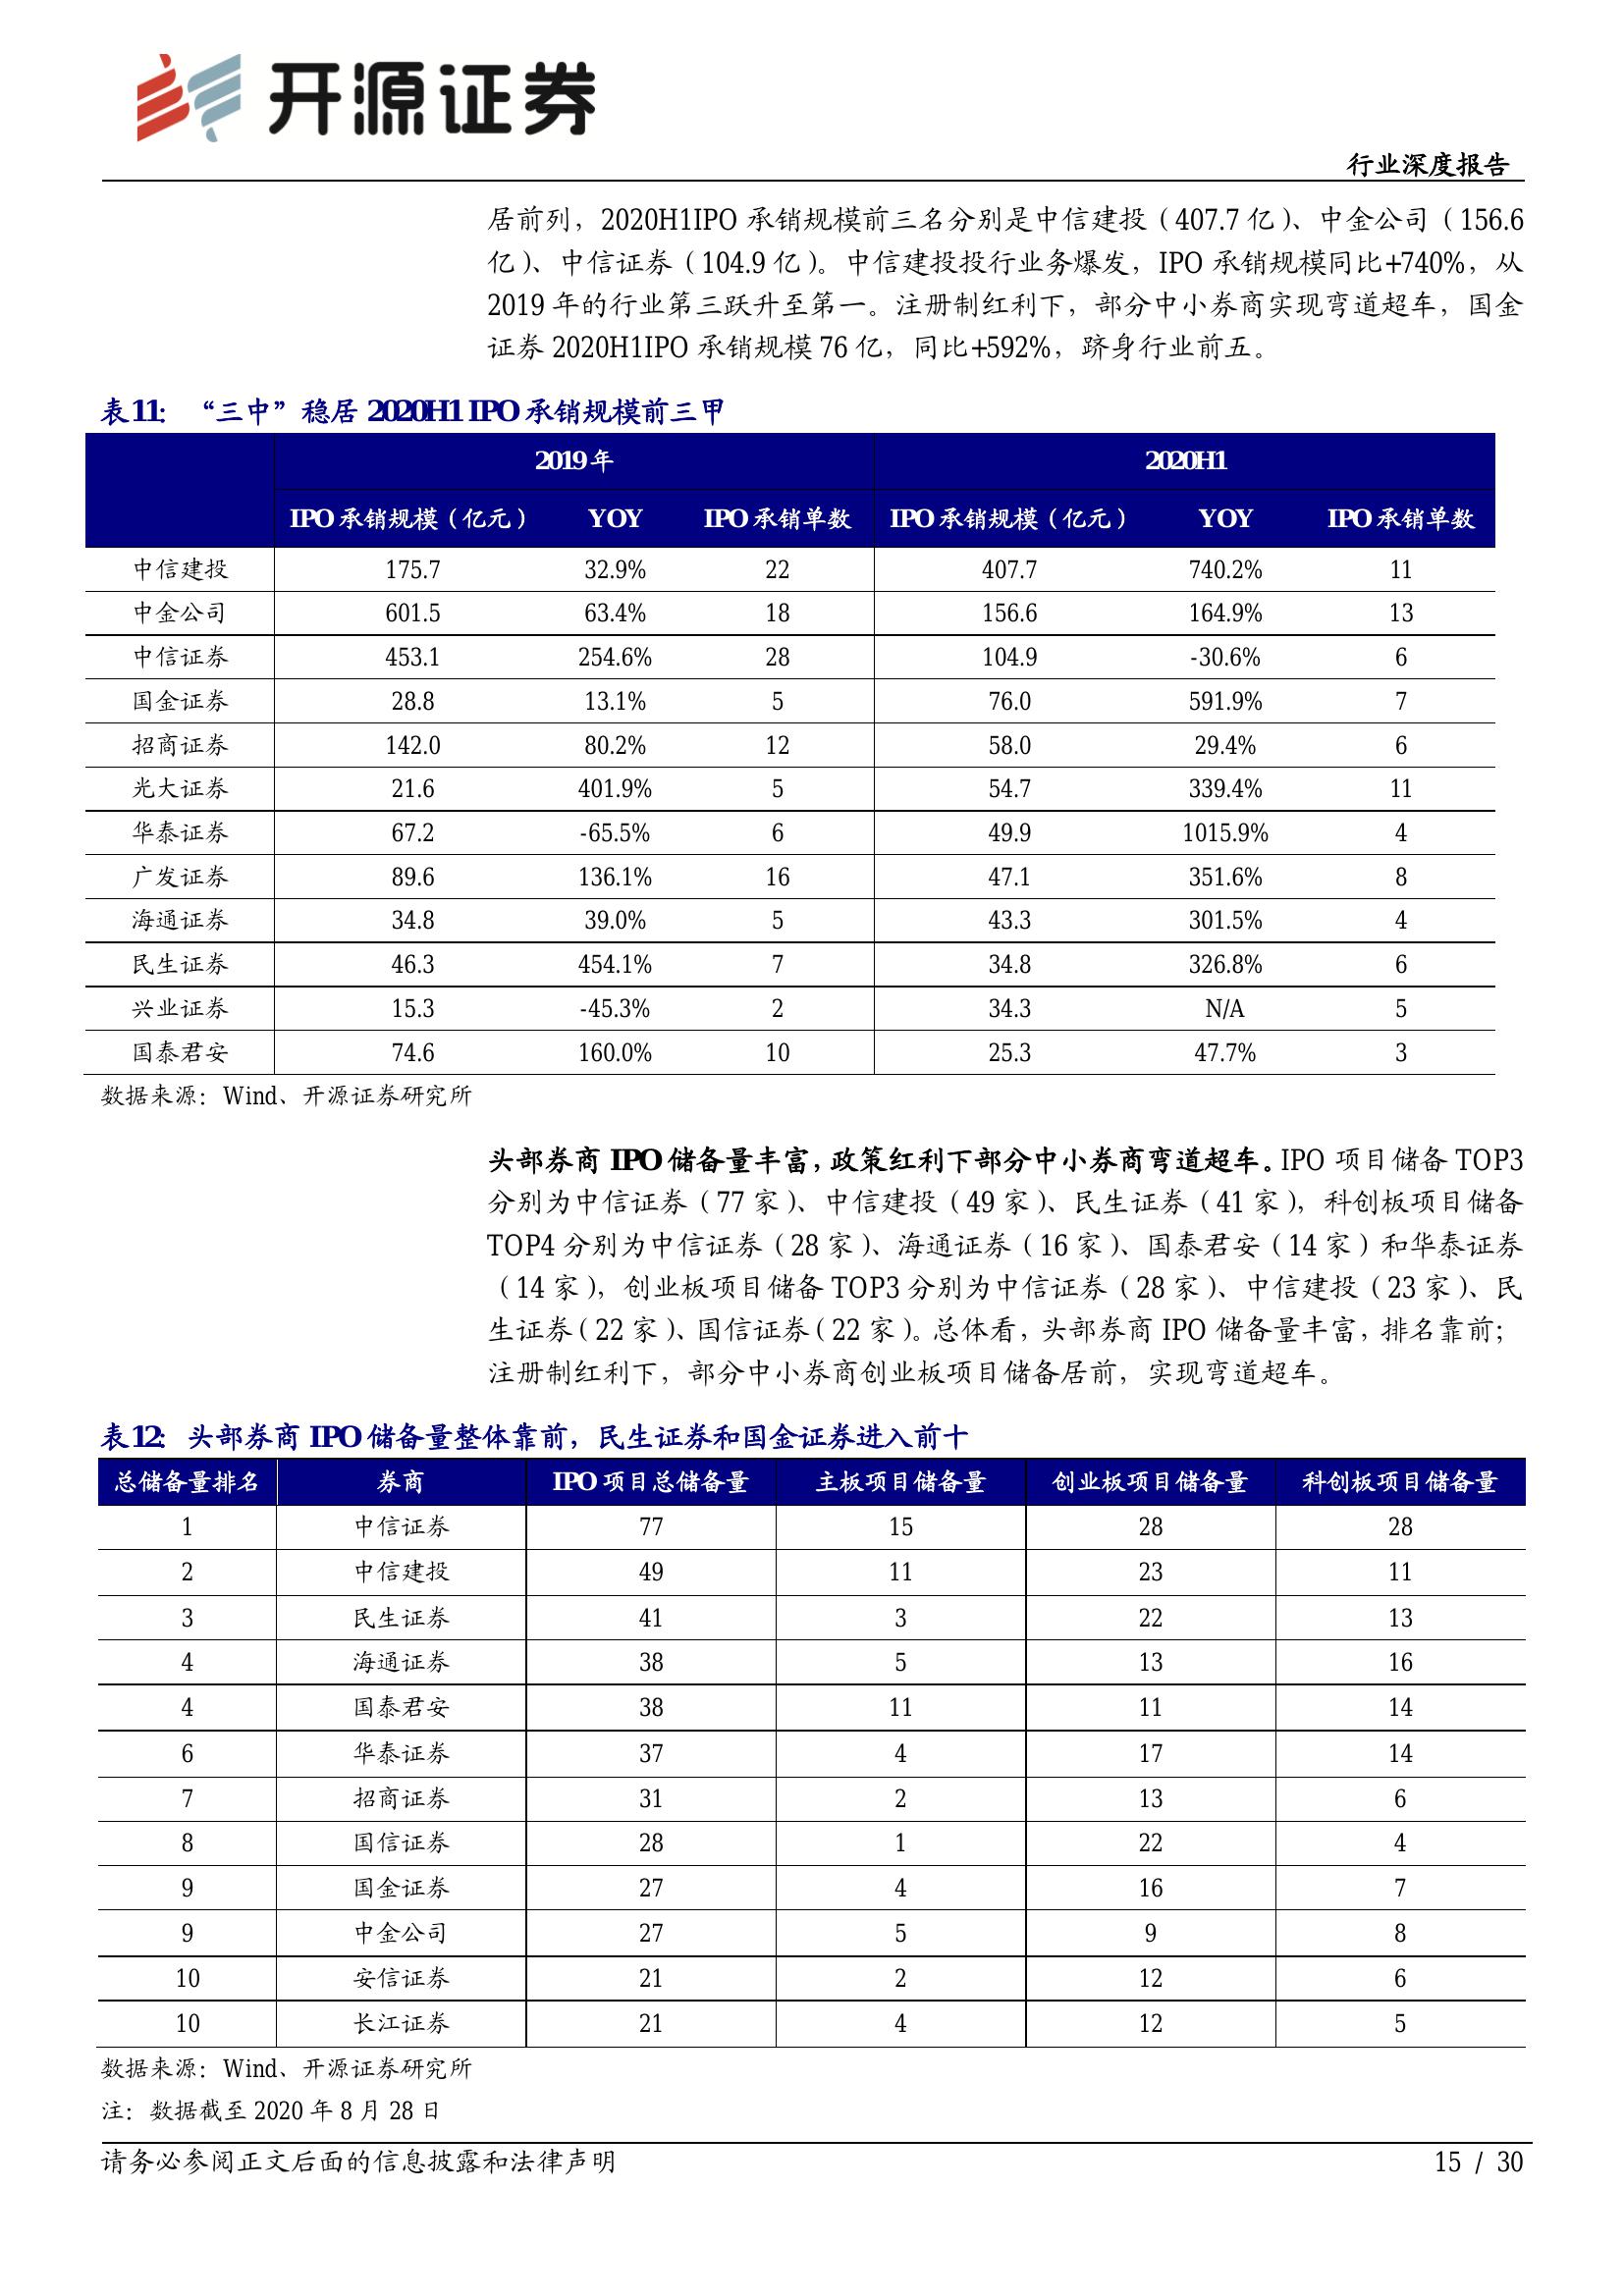 开源证券
行业深度报告
居前列，2020H1IPO 承销规模前三名分别是中信建投（407.7 亿）、中金公司（156.6
亿）、中信证券（104.9 亿）。中信建投投行业务爆发，IPO 承销规模同比+740%，从
2019 年的行业第三跃升至第一。注册制红利下，部分中小券商实现弯道超车，国金
证券 2020H1IPO 承销规模 76 亿，同比+592%，跻身行业前五。
表11：“三中”稳居 2020H1 IPO 承销规模前三甲
2019 年 2020H1
IPO 承销规模（亿元） YOY IPO 承销单数 IPO 承销规模（亿元） YOY IPO 承销单数
中信建投 175.7 32.9% 22 407.7 740.2% 11
中金公司 601.5 63.4% 18 156.6 164.9% 13
中信证券 453.1 254.6% 28 104.9 -30.6% 6
国金证券 28.8 13.1% 5 76.0 591.9% 7
招商证券 142.0 80.2% 12 58.0 29.4% 6
光大证券 21.6 401.9% 5 54.7 339.4% 11
华泰证券 67.2 -65.5% 6 49.9 1015.9% 4
广发证券 89.6 136.1% 16 47.1 351.6% 8
海通证券 34.8 39.0% 5 43.3 301.5% 4
民生证券 46.3 454.1% 7 34.8 326.8% 6
兴业证券 15.3 -45.3% 2 34.3 N/A 5
国泰君安 74.6 160.0% 10 25.3 47.7% 3
数据来源：Wind、开源证券研究所
头部券商 IPO 储备量丰富，政策红利下部分中小券商弯道超车。IPO 项目储备 TOP3
分别为中信证券（77 家）、中信建投（49 家）、民生证券（41 家），科创板项目储备
TOP4 分别为中信证券（28 家）、海通证券（16 家）、国泰君安（14 家）和华泰证券
（14 家），创业板项目储备 TOP3 分别为中信证券（28 家）、中信建投（23 家）、民
生证券（22 家）、国信证券（22 家）。总体看，头部券商 IPO 储备量丰富，排名靠前；
注册制红利下，部分中小券商创业板项目储备居前，实现弯道超车。
表12：头部券商 IPO 储备量整体靠前，民生证券和国金证券进入前十
总储备量排名 券商 IPO 项目总储备量 主板项目储备量 创业板项目储备量 科创板项目储备量
1 中信证券 77 15 28 28
2 中信建投 49 11 23 11
3 民生证券 41 3 22 13
4 海通证券 38 5 13 16
4 国泰君安 38 11 11 14
6 华泰证券 37 4 17 14
7 招商证券 31 2 13 6
8 国信证券 28 1 22 4
9 国金证券 27 4 16 7
9 中金公司 27 5 9 8
10 安信证券 21 2 12 6
10 长江证券 21 4 12 5
数据来源：Wind、开源证券研究所
注：数据截至 2020 年 8 月 28 日
请务必参阅正文后面的信息披露和法律声明 15 / 30